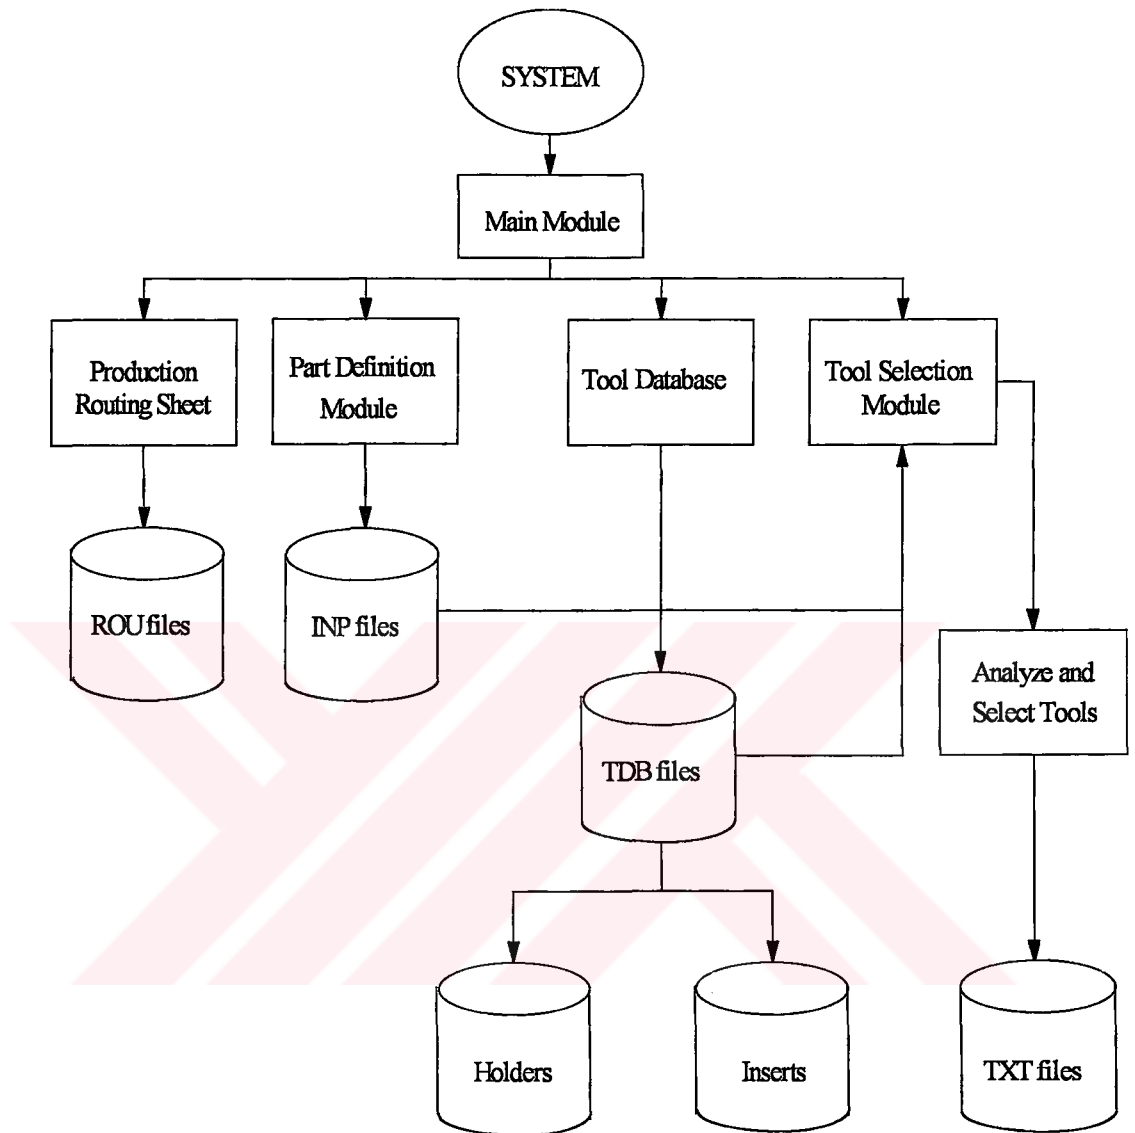 SYSTEM
Main Module
Production
Routing Sheet
Part Definition
Module
Tool Database
Tool Selection
Module
ROU files
INP files
Analyze and
Select Tools
TDB files
Holders
Inserts
TXT files